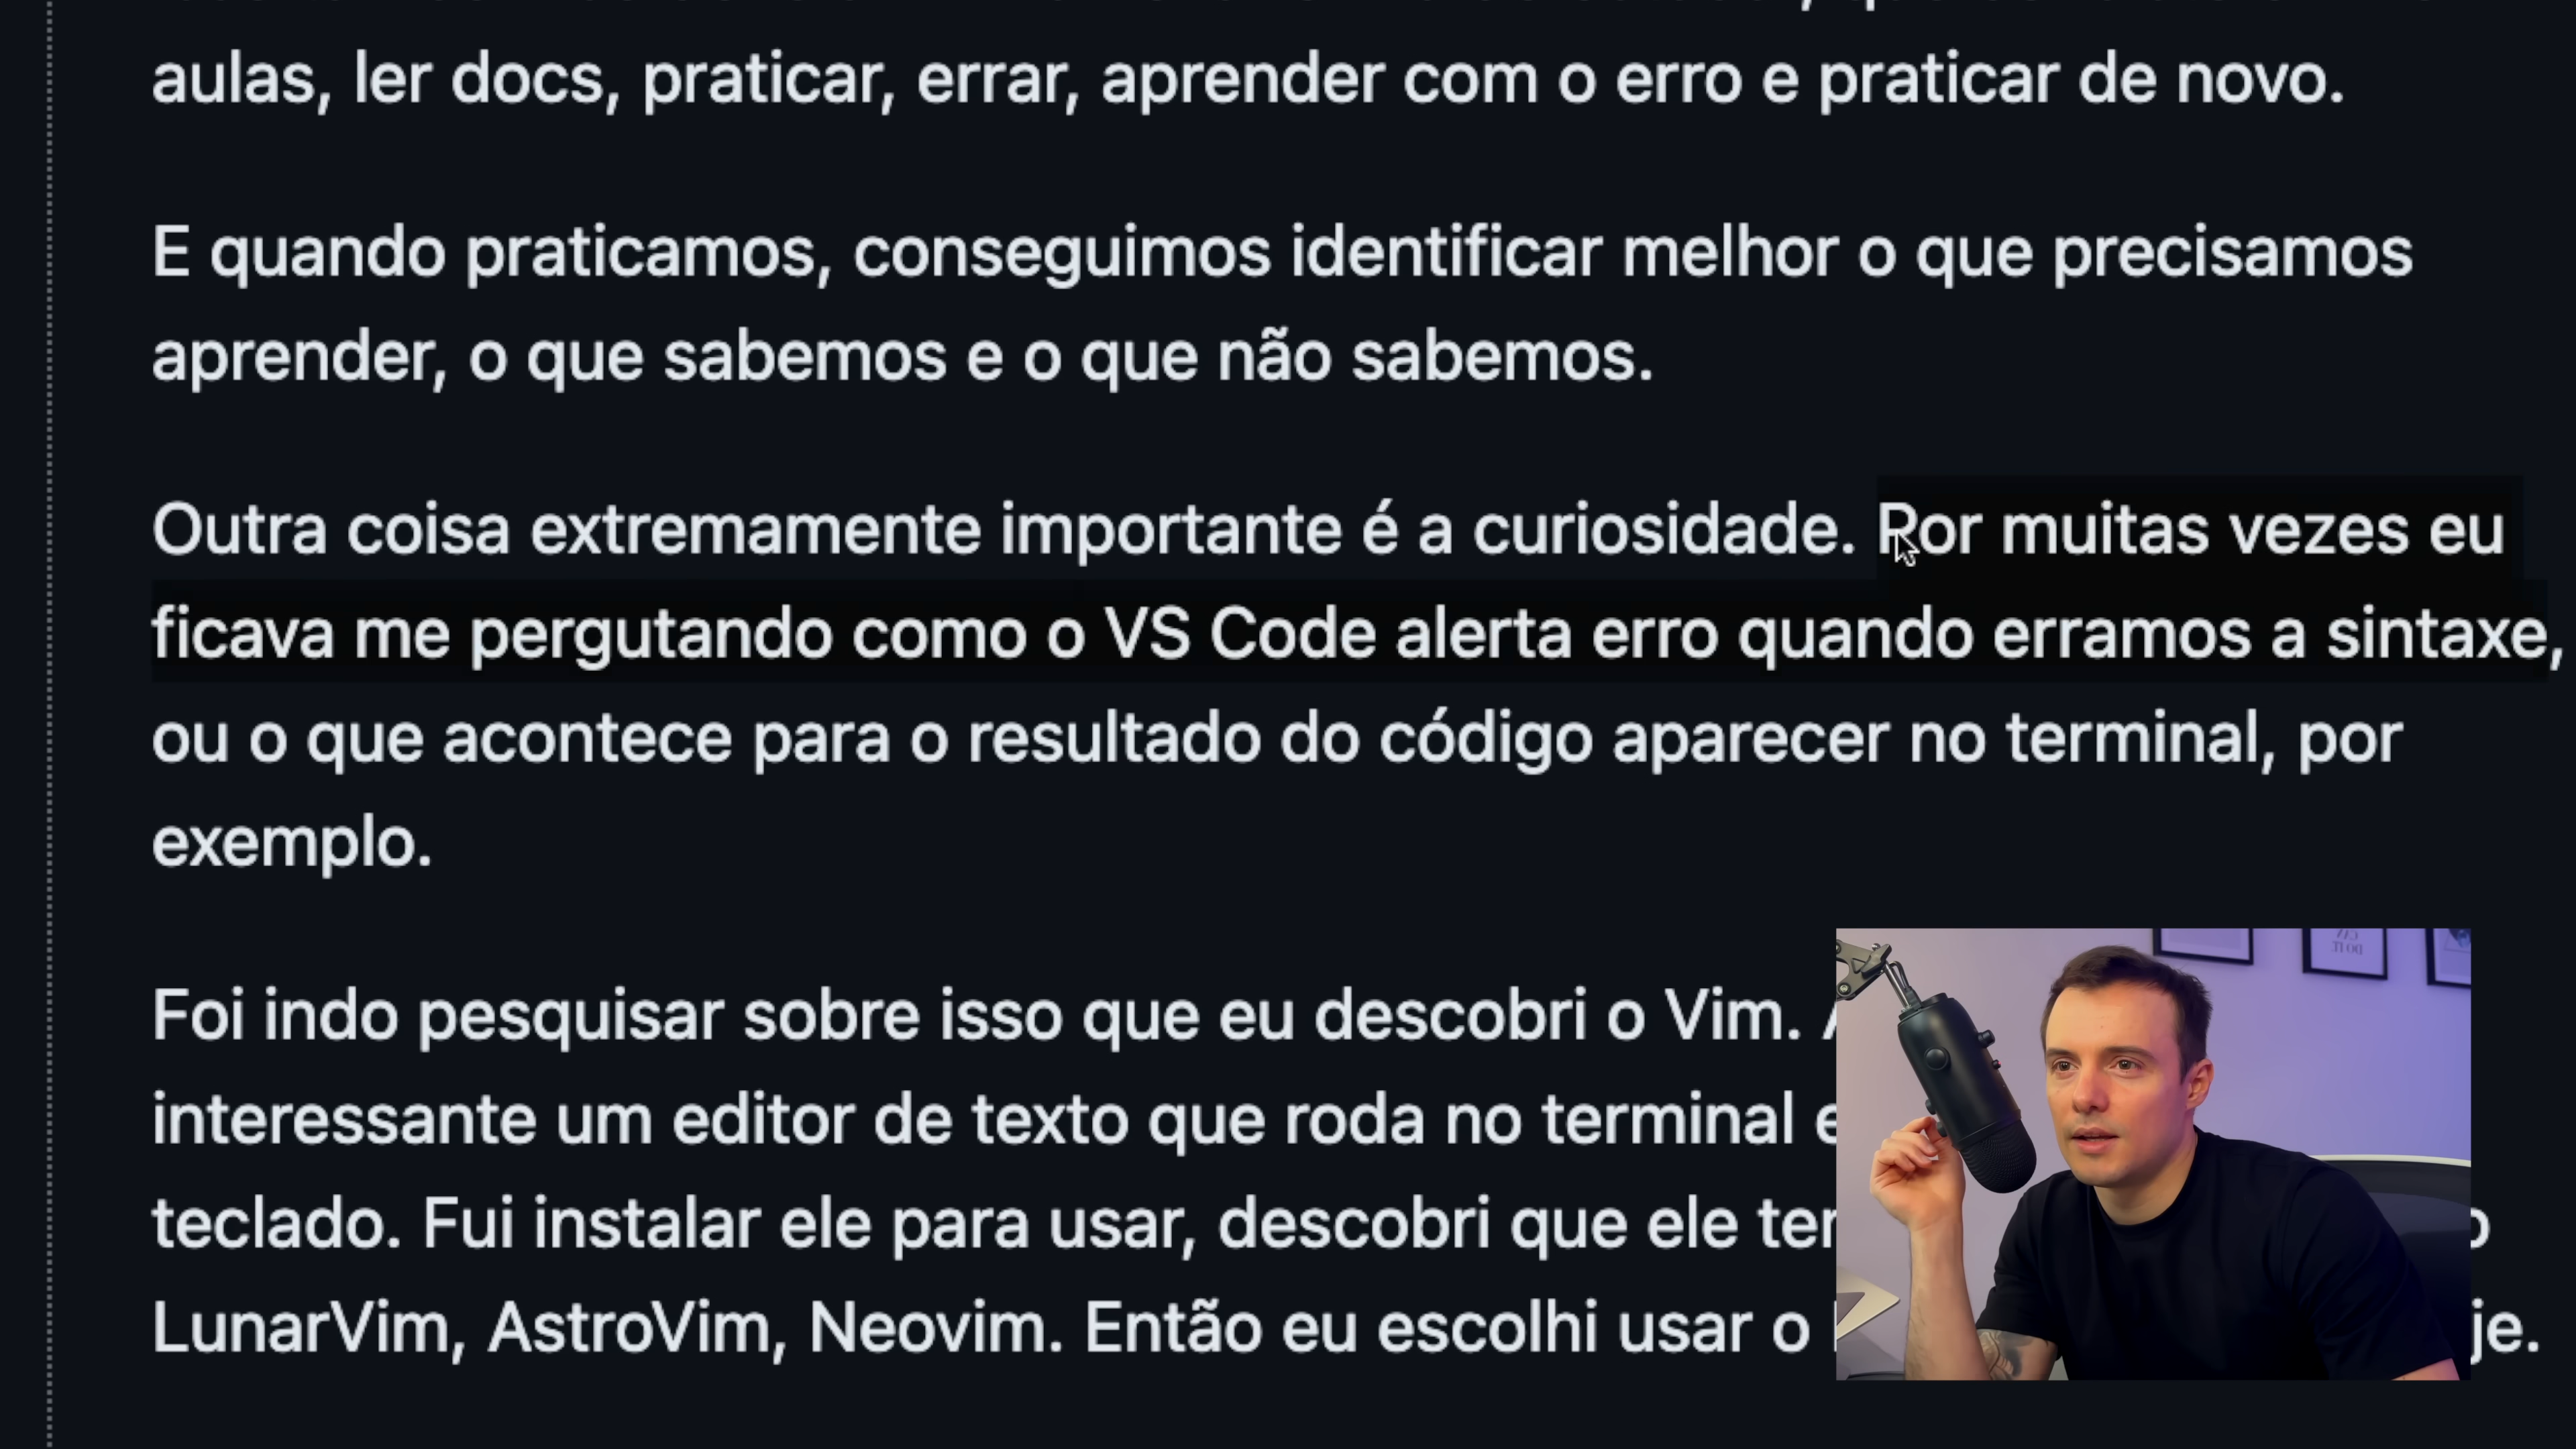 aulas, ler docs, praticar, errar, aprender com o erro e praticar de novo.
E quando praticamos, conseguimos identificar melhor o que precisamos
aprender, o que sabemos e o que não sabemos.
Outra coisa extremamente importante é a curiosidade. Por muitas vezes eu
ficava me pergutando como o VS Code alerta erro quando erramos a sintaxe,
ou o que acontece para o resultado do código aparecer no terminal, por
exemplo.
Foi indo pesquisar sobre isso que eu descobri o Vim.
interessante um editor de texto que roda no terminal
teclado. Fui instalar ele para usar, descobri que ele
LunarVim, AstroVim, Neovim. Então eu escolhi usar o